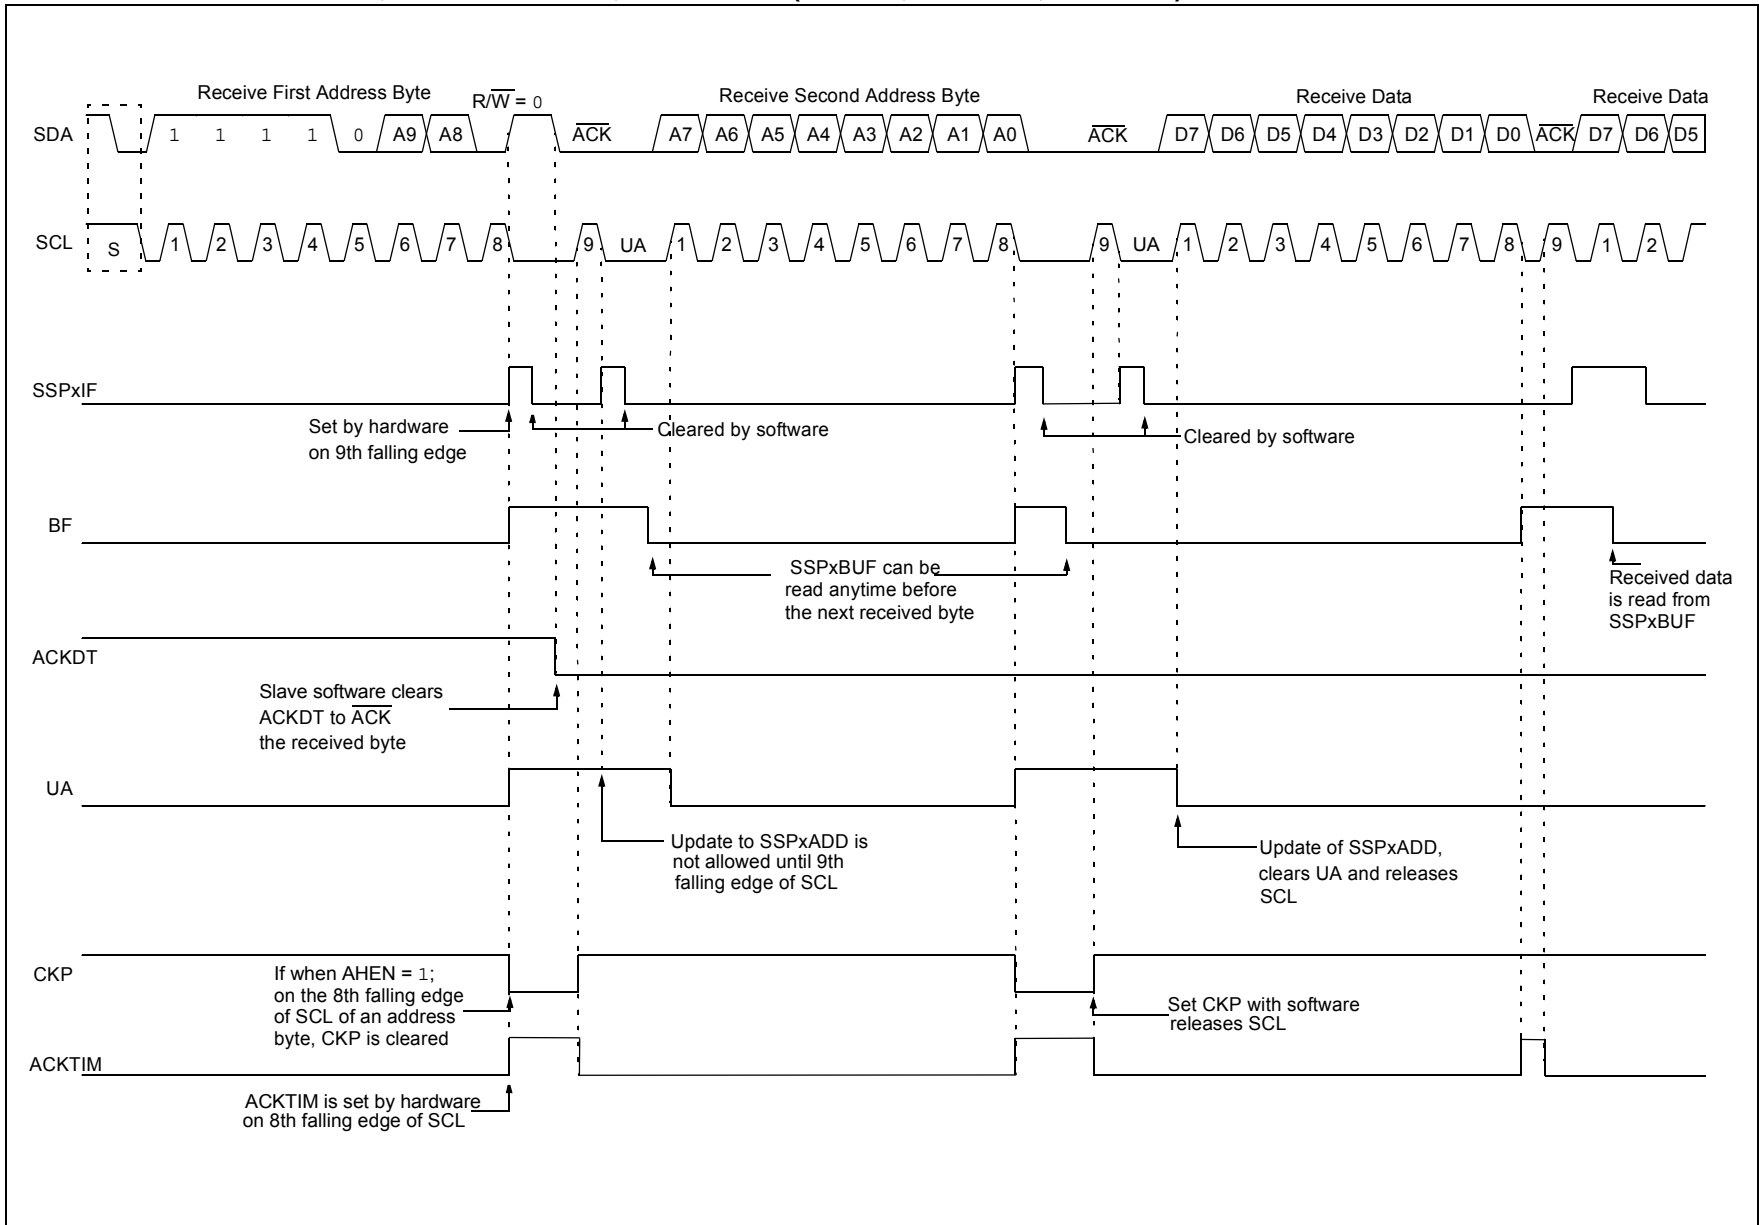 Receive First Address Byte
R/W = 0
Receive Second Address Byte
Receive Data
Receive Data
SDA
1 1 1 1 0 A9 A8 ACK A7 A6 A5 A4 A3 A2 A1 A0 ACK D7 D6 D5 D4 D3 D2 D1 D0 ACK D7 D6 D5
SCL
S 1 2 3 4 5 6 7 8 9 UA 1 2 3 4 5 6 7 8 9 UA 1 2 3 4 5 6 7 8 9 1 2
SSPxIF
Set by hardware
on 9th falling edge
Cleared by software
Cleared by software
BF
SSPxBUF can be
read anytime before
the next received byte
Received data
is read from
SSPxBUF
ACKDT
Slave software clears
ACKDT to ACK
the received byte
UA
Update to SSPxADD is
not allowed until 9th
falling edge of SCL
Update of SSPxADD,
clears UA and releases
SCL
CKP
If when AHEN = 1;
on the 8th falling edge
of SCL of an address
byte, CKP is cleared
Set CKP with software
releases SCL
ACKTIM
ACKTIM is set by hardware
on 8th falling edge of SCL